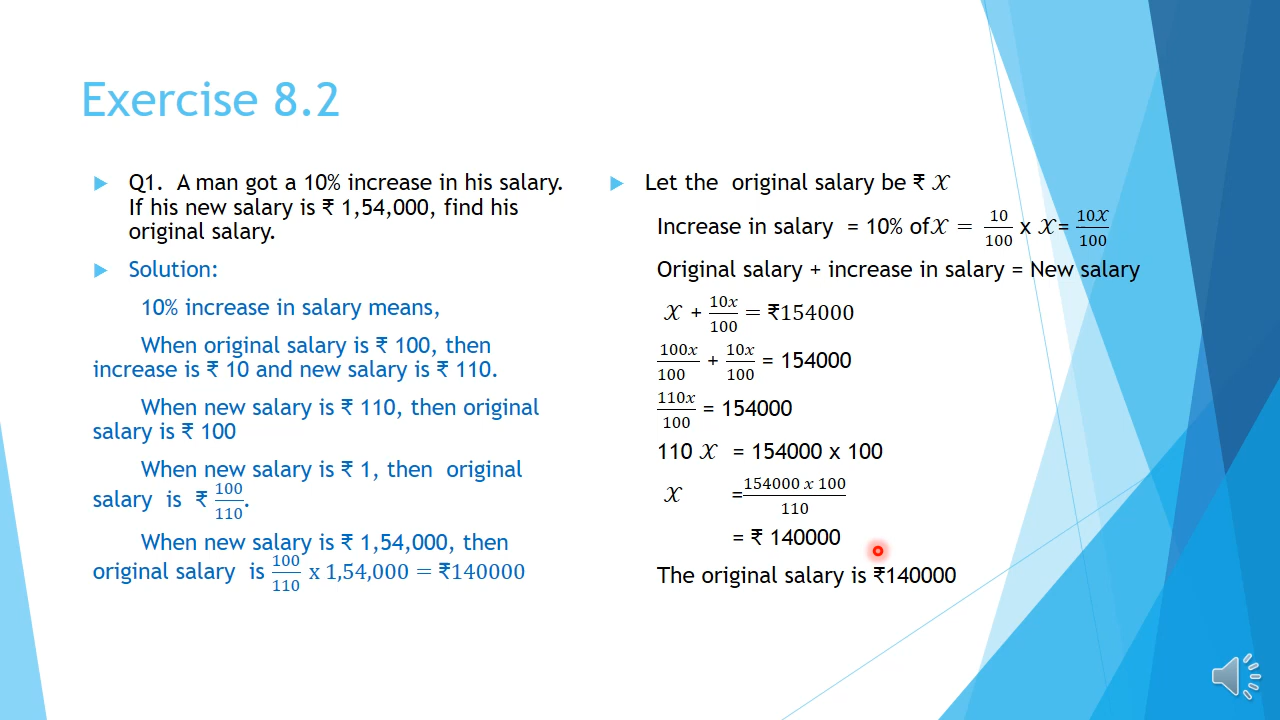 Exercise 8.2
Q1. A man got a 10% increase in his salary.
If his new salary is ₹ 1,54,000, find his
original salary.
Solution:
10% increase in salary means,
When original salary is ₹ 100, then
increase is ₹ 10 and new salary is ₹ 110.
When new salary is ₹ 110, then original
salary is ₹ 100
When new salary is ₹ 1, then original
salary is ₹ 100/110.
When new salary is ₹ 1,54,000, then
original salary is 100/110 x 1,54,000 = ₹140000
Let the original salary be ₹ 𝑥
Increase in salary = 10% of 𝑥 = 10/100 x 𝑥 = 10𝑥/100
Original salary + increase in salary = New salary
𝑥 + 10x/100 = ₹154000
100x/100 + 10x/100 = 154000
110x/100 = 154000
110 𝑥 = 154000 x 100
𝑥 = 154000 x 100/110
= ₹ 140000
The original salary is ₹140000